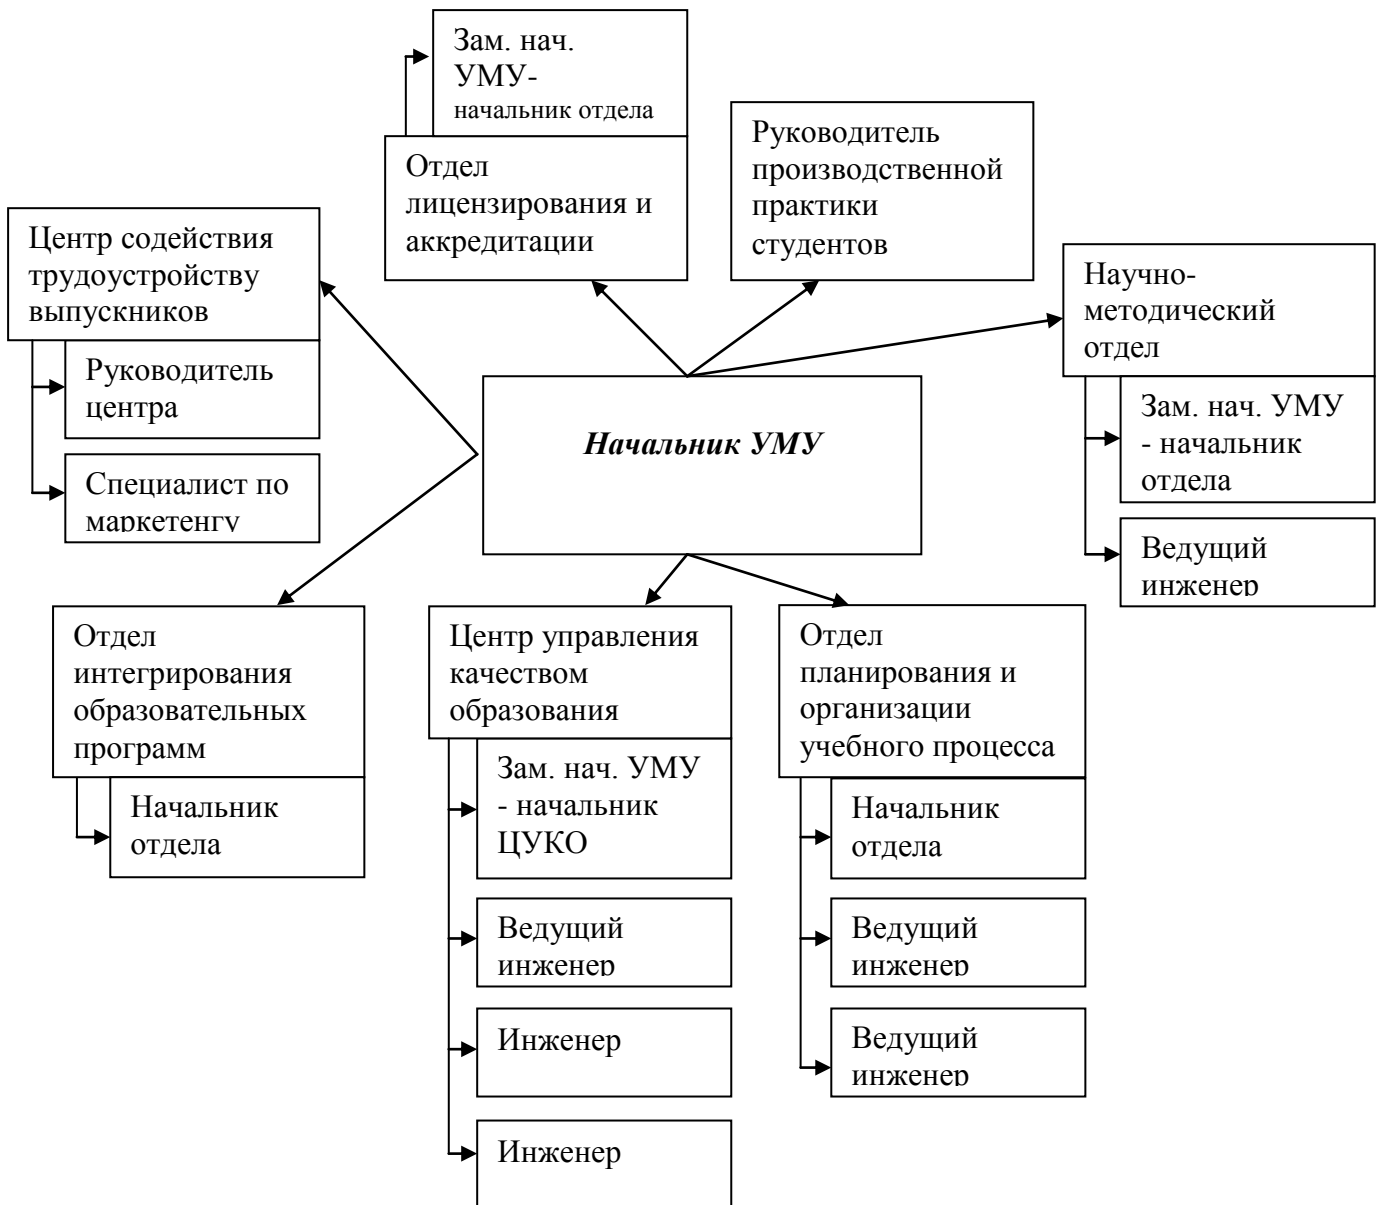 Зам. нач.
УМУ-
начальник отдела
Отдел
лицензирования и
аккредитации
Руководитель
производственной
практики
студентов
Центр содействия
трудоустройству
выпускников
Руководитель
центра
Специалист по
маркетенгу
Научно-
методический
отдел
Зам. нач. УМУ
- начальник
отдела
Ведущий
инженер
Начальник УМУ
Отдел
интегрирования
образовательных
программ
Начальник
отдела
Центр управления
качеством
образования
Зам. нач. УМУ
- начальник
ЦУКО
Ведущий
инженер
Инженер
Инженер
Отдел
планирования и
организации
учебного процесса
Начальник
отдела
Ведущий
инженер
Ведущий
инженер